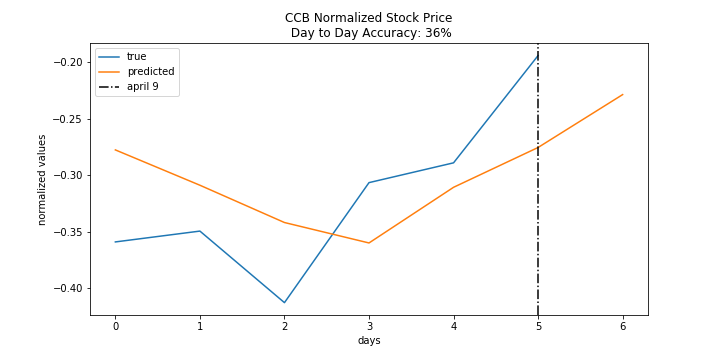 CCB Normalized Stock Price
Day to Day Accuracy: 36%
true
predicted
april 9
normalized values
−0.20
−0.25
−0.30
−0.35
−0.40
0
1
2
3
4
5
6
days